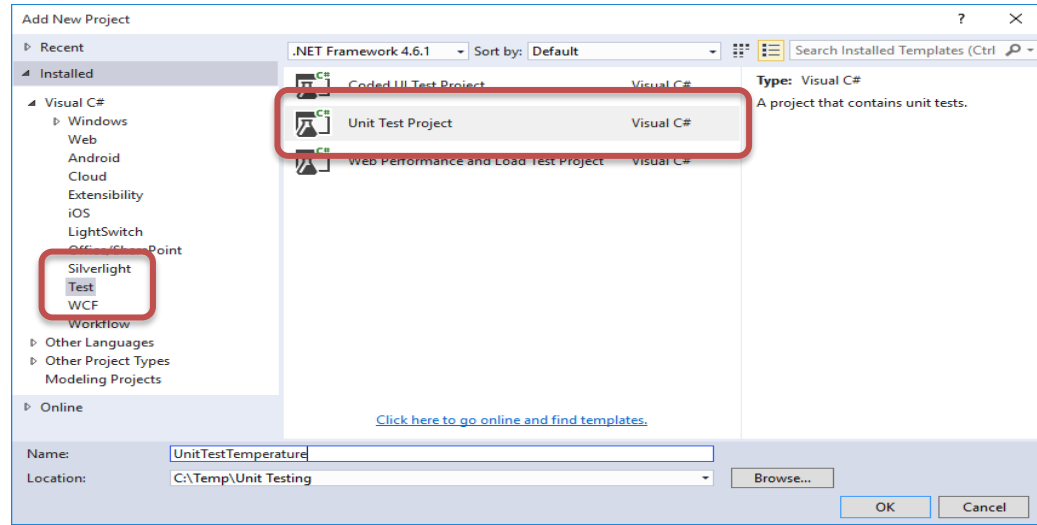 Add New Project
? ×
Recent
.NET Framework 4.6.1 Sort by: Default
Search Installed Templates (Ctrl
Installed
Visual C#
Windows
Web
Android
Cloud
Extensibility
iOS
LightSwitch
Office/SharePoint
Silverlight
Test
WCF
Workflow
Other Languages
Other Project Types
Modeling Projects
Online
C# Coded UI Test Project Visual C#
C# Unit Test Project Visual C#
C# Web Performance and Load Test Project Visual C#
Click here to go online and find templates.
Type: Visual C#
A project that contains unit tests.
Name: UnitTestTemperature
Location: C:\Temp\Unit Testing Browse...
OK Cancel